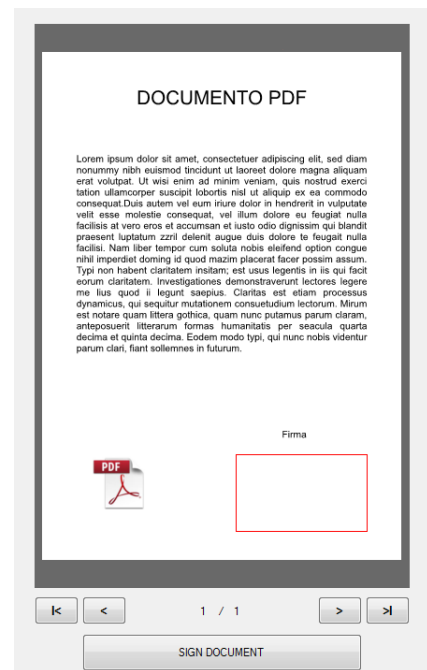 DOCUMENTO PDF
Lorem ipsum dolor sit amet, consectetuer adipiscing elit, sed diam
nonummy nibh euismod tincidunt ut laoreet dolore magna aliquam
erat volutpat. Ut wisi enim ad minim veniam, quis nostrud exerci
tation ullamcorper suscipit lobortis nisl ut aliquip ex ea commodo
consequat.Duis autem vel eum iriure dolor in hendrerit in vulputate
velit esse molestie consequat, vel illum dolore eu feugiat nulla
facilisis at vero eros et accumsan et iusto odio dignissim qui blandit
praesent luptatum zzril delenit augue duis dolore te feugait nulla
facilisi. Nam liber tempor cum soluta nobis eleifend option congue
nihil imperdiet doming id quod mazim placerat facer possim assum.
Typi non habent claritatem insitam; est usus legentis in iis qui facit
eorum claritatem. Investigationes demonstraverunt lectores legere
me lius quod ii legunt saepius. Claritas est etiam processus
dynamicus, qui sequitur mutationem consuetudium lectorum. Mirum
est notare quam littera gothica, quam nunc putamus parum claram,
anteposuerit litterarum formas humanitatis per seacula quarta
decima et quinta decima. Eodem modo typi, qui nunc nobis videntur
parum clari, fiant sollemnes in futurum.
Firma
PDF
|< < 1 / 1 > >|
SIGN DOCUMENT